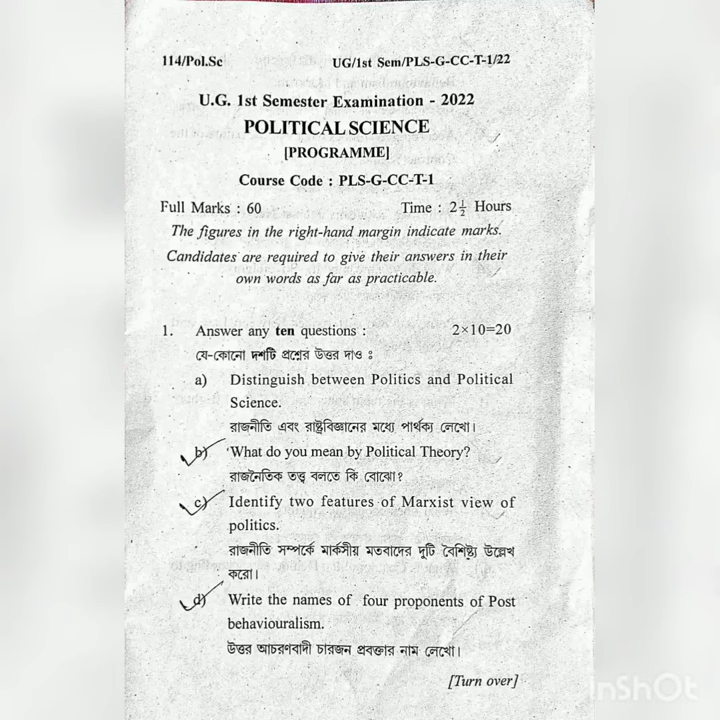 114/Pol.Sc UG/1st Sem/PLS-G-CC-T-1/22
U.G. 1st Semester Examination - 2022
POLITICAL SCIENCE
[PROGRAMME]
Course Code : PLS-G-CC-T-1
Full Marks : 60 Time : 2½ Hours
The figures in the right-hand margin indicate marks.
Candidates are required to give their answers in their
own words as far as practicable.
1. Answer any ten questions : 2×10=20
যে-কোনো দশটি প্রশ্নের উত্তর দাও ঃ
a) Distinguish between Politics and Political
Science.
রাজনীতি এবং রাষ্ট্রবিজ্ঞানের মধ্যে পার্থক্য লেখো।
b) What do you mean by Political Theory?
রাজনৈতিক তত্ত্ব বলতে কি বোঝো?
c) Identify two features of Marxist view of
politics.
রাজনীতি সম্পর্কে মার্কসীয় মতবাদের দুটি বৈশিষ্ট্য উল্লেখ
করো।
d) Write the names of four proponents of Post
behaviouralism.
উত্তর আচরণবাদী চারজন প্রবক্তার নাম লেখো।
[Turn over]
InShOt